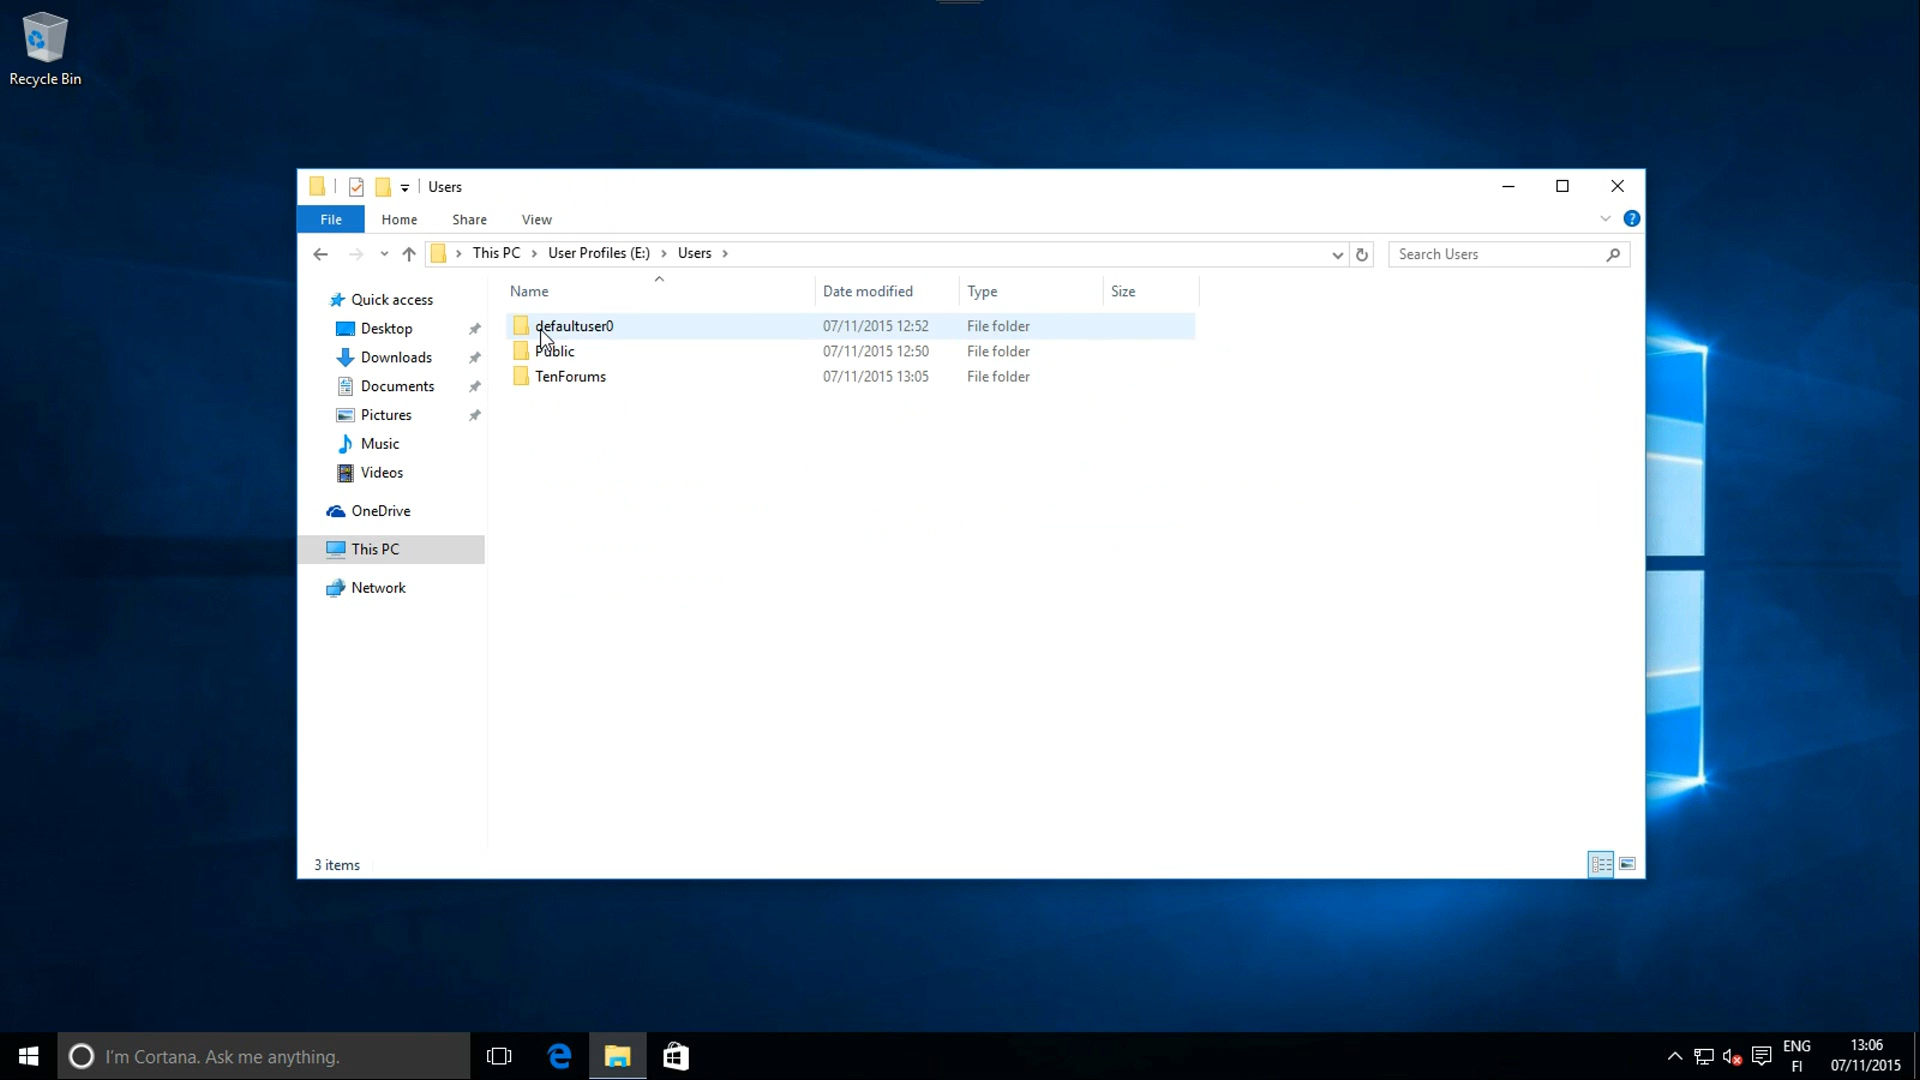 Recycle Bin
Users
File Home Share View
This PC User Profiles (E:) Users
Search Users
Name Date modified Type Size
Quick access
Desktop
Downloads
Documents
Pictures
Music
Videos
OneDrive
This PC
Network
defaultuser0 07/11/2015 12:52 File folder
Public 07/11/2015 12:50 File folder
TenForums 07/11/2015 13:05 File folder
3 items
I'm Cortana. Ask me anything.
ENG
FI
13:06
07/11/2015